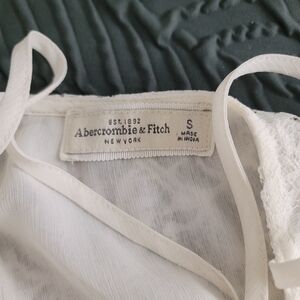 EST. 1892
Abercrombie & Fitch
NEW YORK
S
MADE
IN INDIA